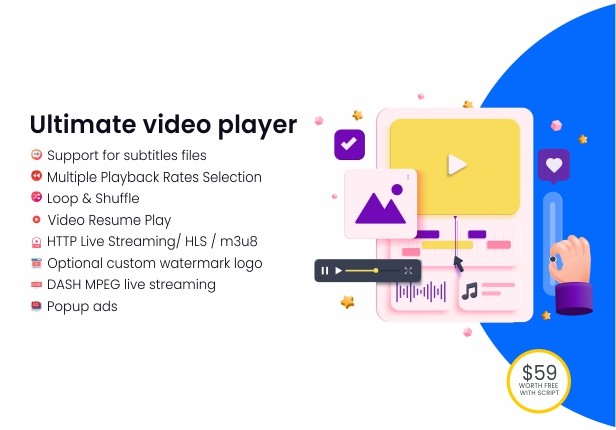 Ultimate video player
Support for subtitles files
Multiple Playback Rates Selection
Loop & Shuffle
Video Resume Play
HTTP Live Streaming/ HLS / m3u8
Optional custom watermark logo
DASH MPEG live streaming
Popup ads
$59
WORTH FREE
WITH SCRIPT